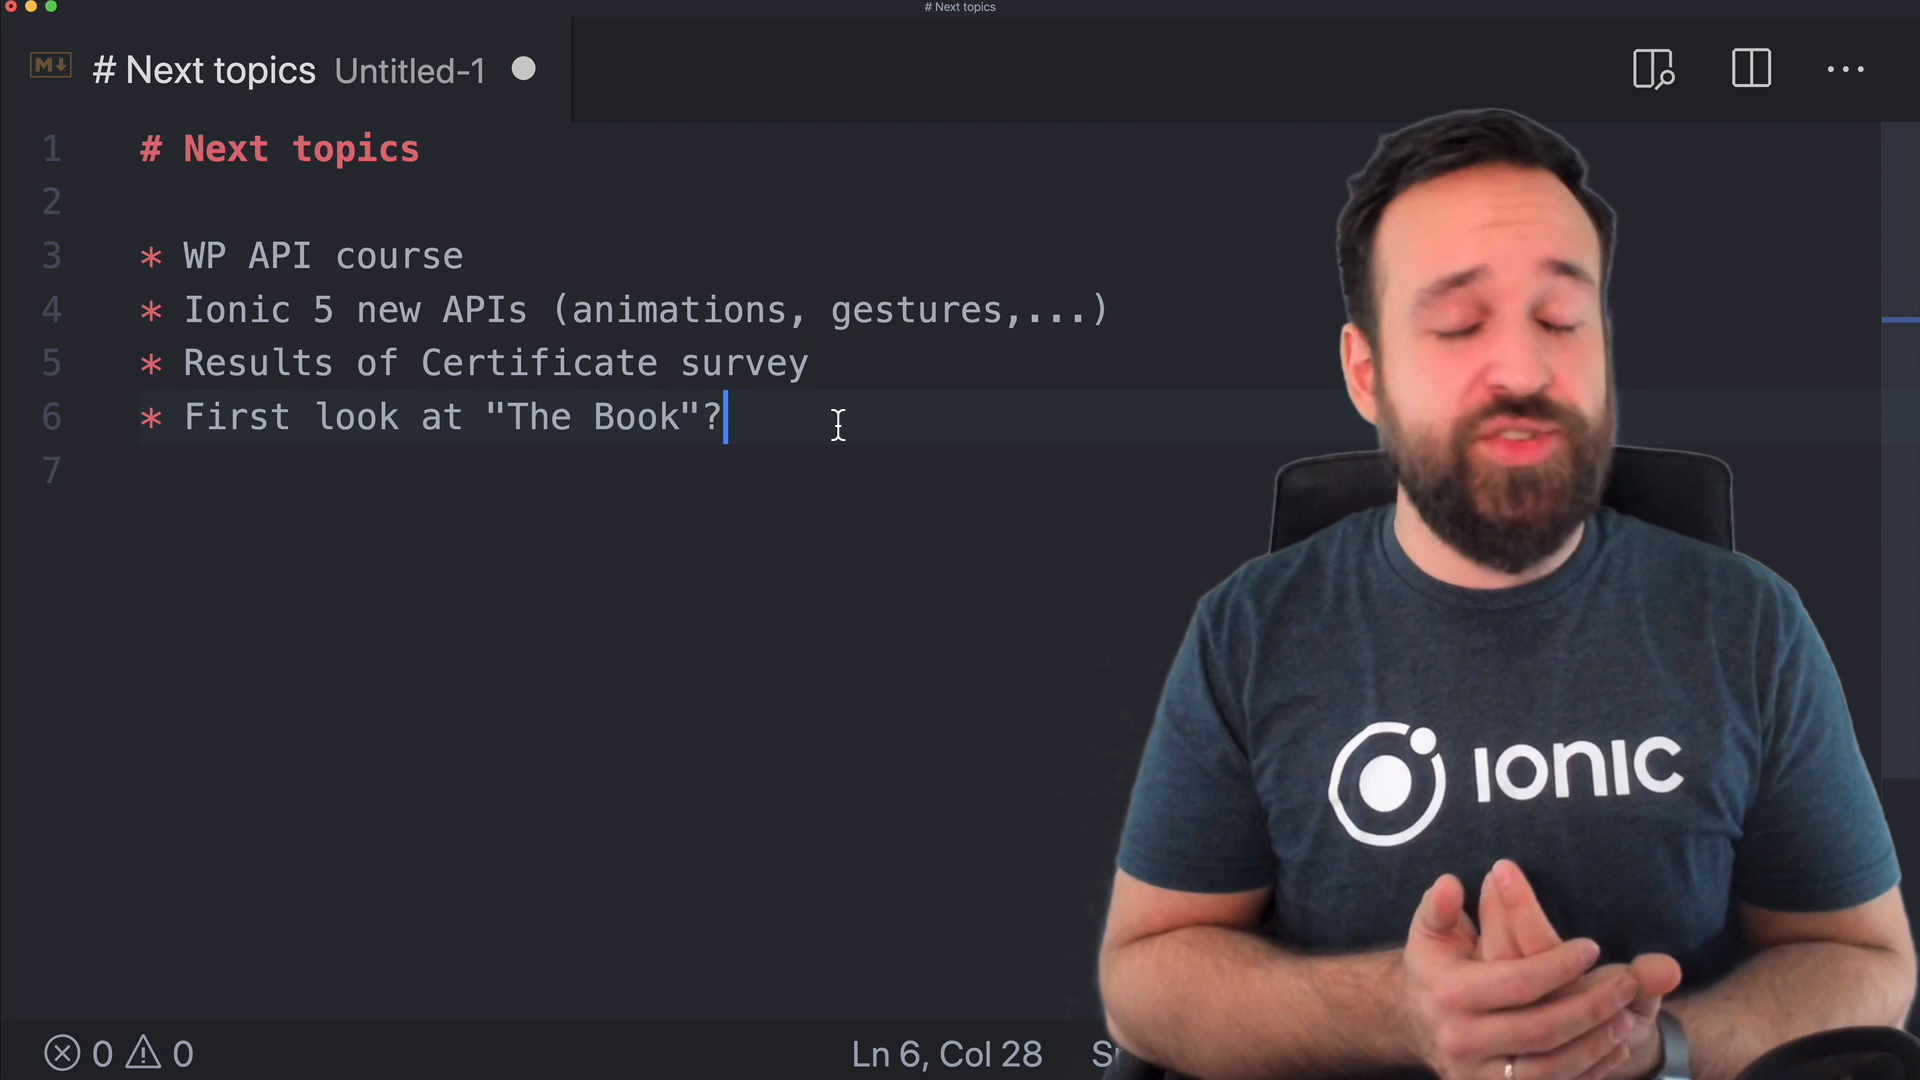 # Next topics
# Next topics Untitled-1
1 # Next topics
2
3 * WP API course
4 * Ionic 5 new APIs (animations, gestures,...)
5 * Results of Certificate survey
6 * First look at "The Book"?
7
IONIC
0 0 Ln 6, Col 28